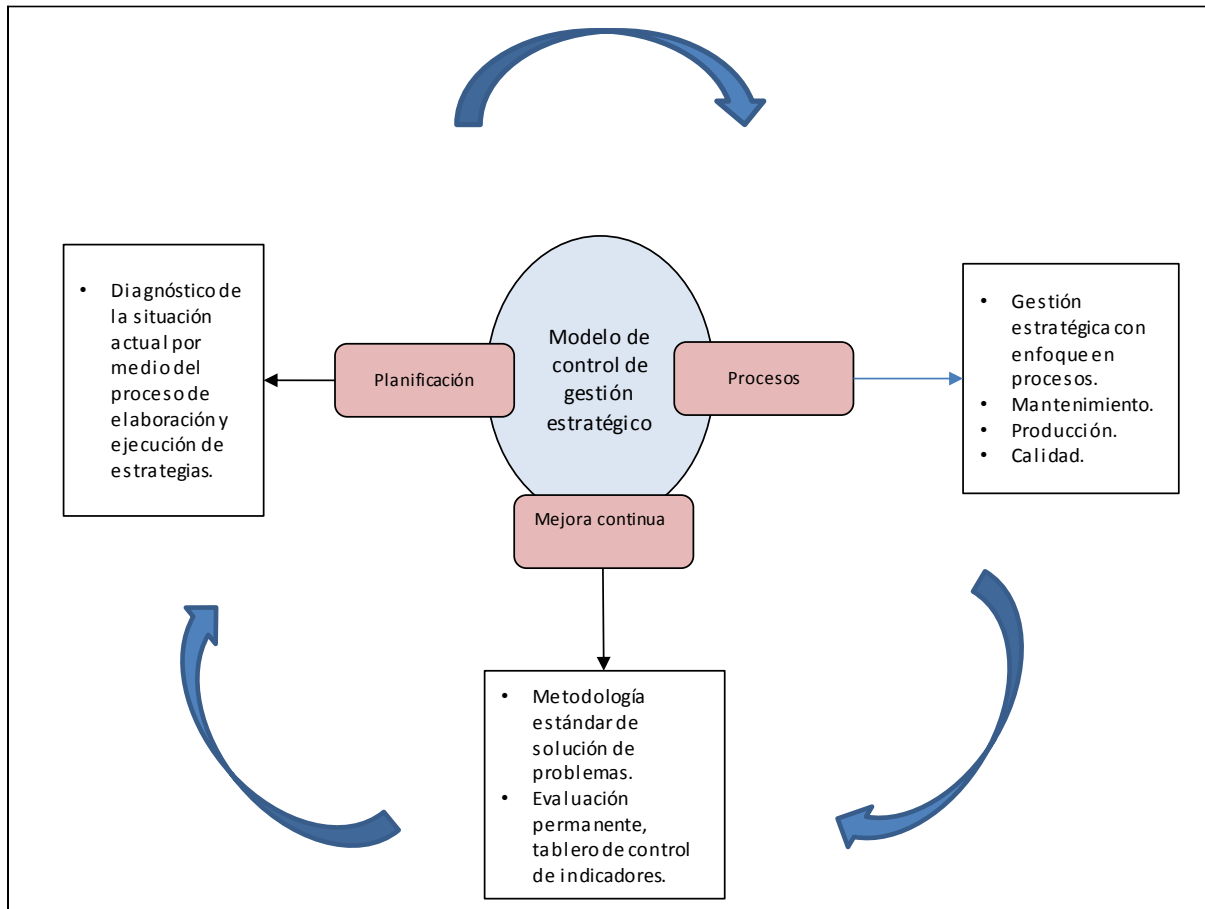 Modelo de
control de
gestión
estratégico
Planificación
• Diagnóstico de
la situación
actual por
medio del
proceso de
elaboración y
ejecución de
estrategias.
Procesos
• Gestión
estratégica con
enfoque en
procesos.
• Mantenimiento.
• Producción.
• Calidad.
Mejora continua
• Metodología
estándar de
solución de
problemas.
• Evaluación
permanente,
tablero de control
de indicadores.